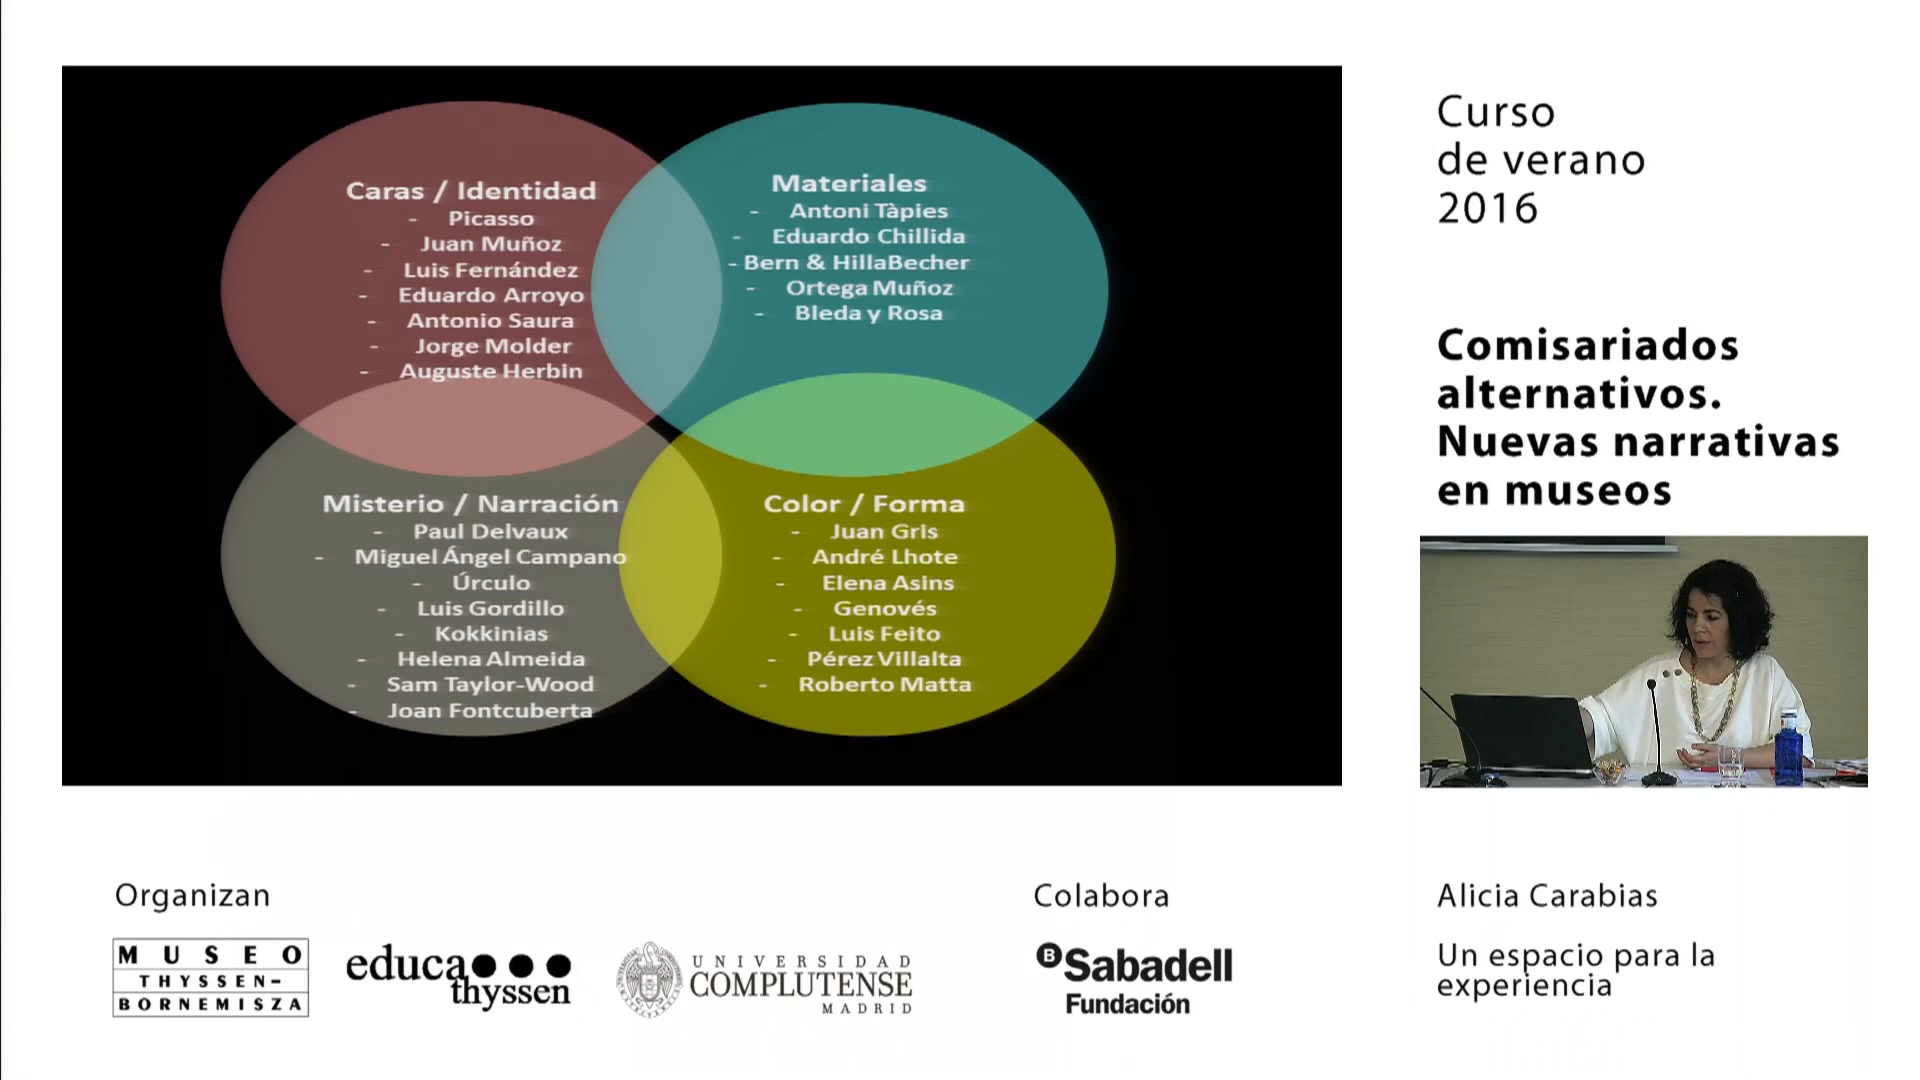 Caras / Identidad
- Picasso
- Juan Muñoz
- Luis Fernández
- Eduardo Arroyo
- Antonio Saura
- Jorge Molder
- Auguste Herbin
Materiales
- Antoni Tàpies
- Eduardo Chillida
- Bern & HillaBecher
- Ortega Muñoz
- Bleda y Rosa
Misterio / Narración
- Paul Delvaux
- Miguel Ángel Campano
- Úrculo
- Luis Gordillo
- Kokkinias
- Helena Almeida
- Sam Taylor-Wood
- Joan Fontcuberta
Color / Forma
- Juan Gris
- André Lhote
- Elena Asins
- Genovés
- Luis Feito
- Pérez Villalta
- Roberto Matta
Curso
de verano
2016
Comisariados
alternativos.
Nuevas narrativas
en museos
Organizan
MUSEO
THYSSEN-
BORNEMISZA
educa
thyssen
UNIVERSIDAD
COMPLUTENSE
MADRID
Colabora
B Sabadell
Fundación
Alicia Carabias
Un espacio para la
experiencia